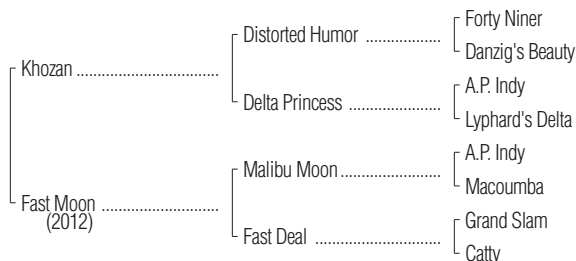 Forty Niner
Distorted Humor ..................
Danzig's Beauty
Khozan ..................................
A.P. Indy
Delta Princess ......................
Lyphard's Delta
A.P. Indy
Malibu Moon ........................
Macoumba
Fast Moon ............................
(2012)
Grand Slam
Fast Deal ..............................
Catty